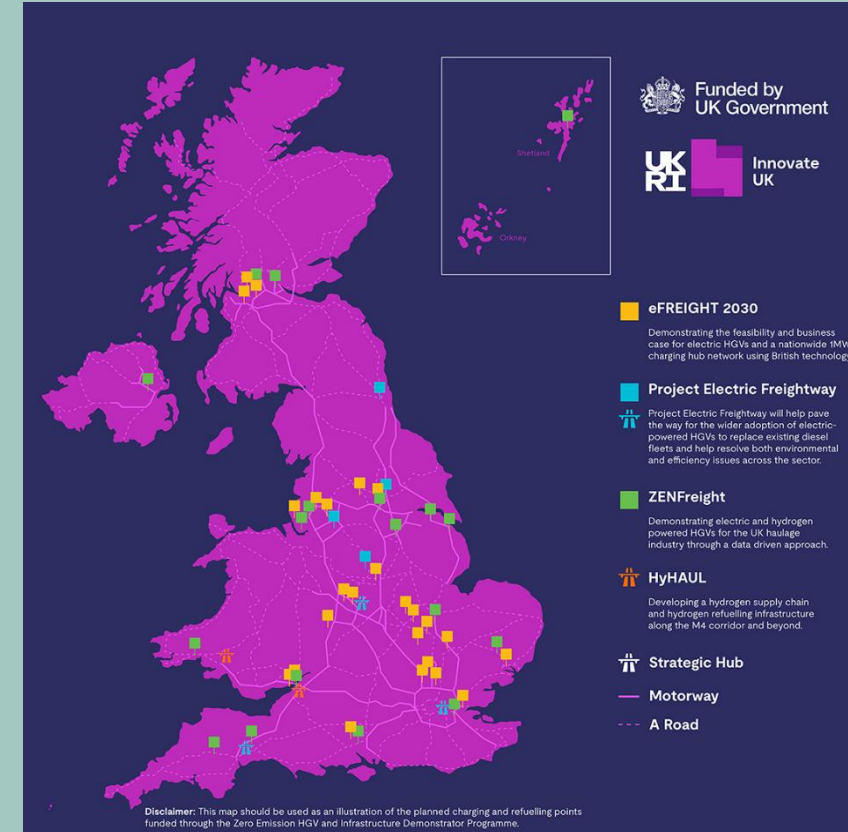 Funded by
UK Government
UK
RI
Innovate
UK
Shetland
Orkney
eFREIGHT 2030
Demonstrating the feasibility and business
case for electric HGVs and a nationwide 1MW
charging hub network using British technology
Project Electric Freightway
Project Electric Freightway will help pave
the way for the wider adoption of electric-
powered HGVs to replace existing diesel
fleets and help resolve both environmental
and efficiency issues across the sector.
ZENFreight
Demonstrating electric and hydrogen
powered HGVs for the UK haulage
industry through a data driven approach.
HyHAUL
Developing a hydrogen supply chain
and hydrogen refuelling infrastructure
along the M4 corridor and beyond.
Strategic Hub
Motorway
A Road
Disclaimer: This map should be used as an illustration of the planned charging and refuelling points
funded through the Zero Emission HGV and Infrastructure Demonstrator Programme.